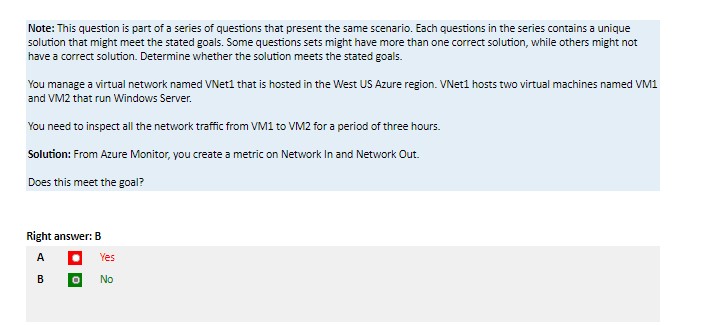 Note: This question is part of a series of questions that present the same scenario. Each questions in the series contains a unique
solution that might meet the stated goals. Some questions sets might have more than one correct solution, while others might not
have a correct solution. Determine whether the solution meets the stated goals.
You manage a virtual network named VNet1 that is hosted in the West US Azure region. VNet1 hosts two virtual machines named VM1
and VM2 that run Windows Server.
You need to inspect all the network traffic from VM1 to VM2 for a period of three hours.
Solution: From Azure Monitor, you create a metric on Network In and Network Out.
Does this meet the goal?
Right answer: B
A Yes
B No